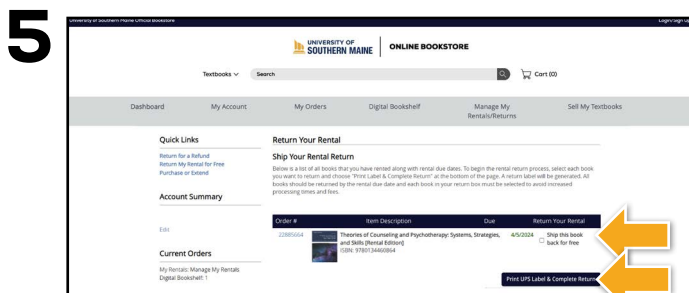 5
University of Southern Maine Official Bookstore
Login/Sign Up
UNIVERSITY OF
SOUTHERN MAINE
ONLINE BOOKSTORE
Textbooks
Search
Cart (0)
Dashboard
My Account
My Orders
Digital Bookshelf
Manage My
Rentals/Returns
Sell My Textbooks
Quick Links
Return for a Refund
Return My Rental for Free
Purchase or Extend
Account Summary
Edit
Current Orders
My Rentals: Manage My Rentals
Digital Bookshelf: 1
Return Your Rental
Ship Your Rental Return
Below is a list of all books that you have rented along with rental due dates. To begin the rental return process, select each book
you want to return and choose "Print Label & Complete Return" at the bottom of the page. A return label will be generated. All
books should be returned by the rental due date and each book in your return box must be selected to avoid increased
processing times and fees.
Order # Item Description Due Return Your Rental
22885664 Theories of Counseling and Psychotherapy: Systems, Strategies, 4/5/2024 Ship this book
and Skills [Rental Edition] back for free
ISBN: 9780134460864
Print UPS Label & Complete Return